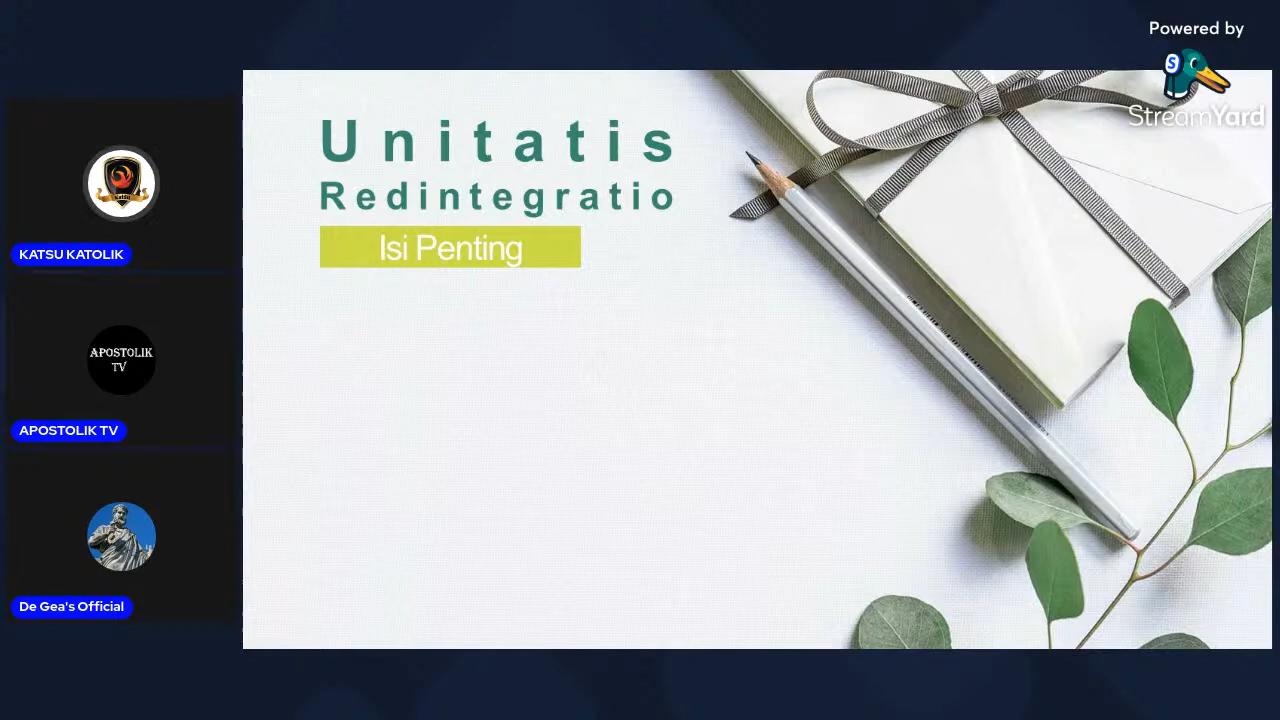 Powered by
StreamYard
Unitatis
Redintegratio
Isi Penting
KATSU KATOLIK
APOSTOLIK
TV
APOSTOLIK TV
De Gea's Official